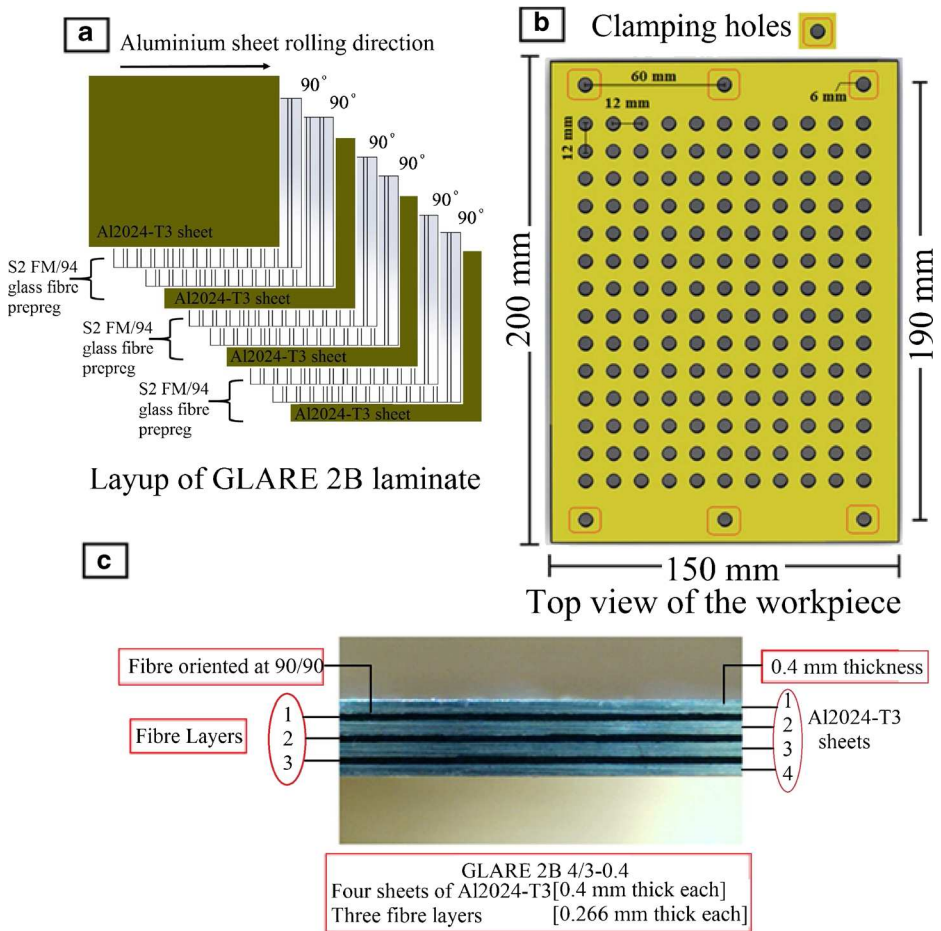 a
Aluminium sheet rolling direction
90°
90°
90°
90°
90°
90°
Al2024-T3 sheet
S2 FM/94
glass fibre
prepreg
Al2024-T3 sheet
S2 FM/94
glass fibre
prepreg
Al2024-T3 sheet
S2 FM/94
glass fibre
prepreg
Al2024-T3 sheet
Layup of GLARE 2B laminate
b
Clamping holes
60 mm
6 mm
12 mm
12 mm
200 mm
190 mm
150 mm
Top view of the workpiece
c
Fibre oriented at 90/90
0.4 mm thickness
Fibre Layers
1
2
3
1
2
3
4
Al2024-T3
sheets
GLARE 2B 4/3-0.4
Four sheets of Al2024-T3[0.4 mm thick each]
Three fibre layers [0.266 mm thick each]